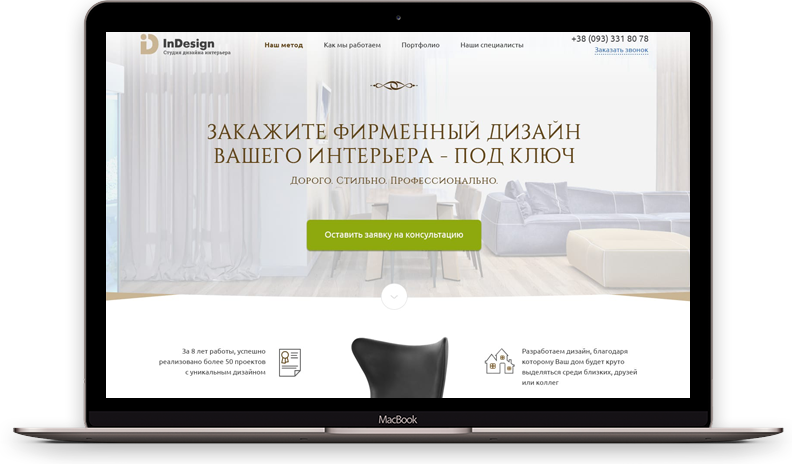 InDesign
Студия дизайна интерьера
Наш метод
Как мы работаем
Портфолио
Наши специалисты
+38 (093) 331 80 78
Заказать звонок
ЗАКАЖИТЕ ФИРМЕННЫЙ ДИЗАЙН
ВАШЕГО ИНТЕРЬЕРА - ПОД КЛЮЧ
Дорого. Стильно. Профессионально.
Оставить заявку на консультацию
За 8 лет работы, успешно
реализовано более 50 проектов
с уникальным дизайном
Разработаем дизайн, благодаря
которому Ваш дом будет круто
выделяться среди близких, друзей
или коллег
MacBook